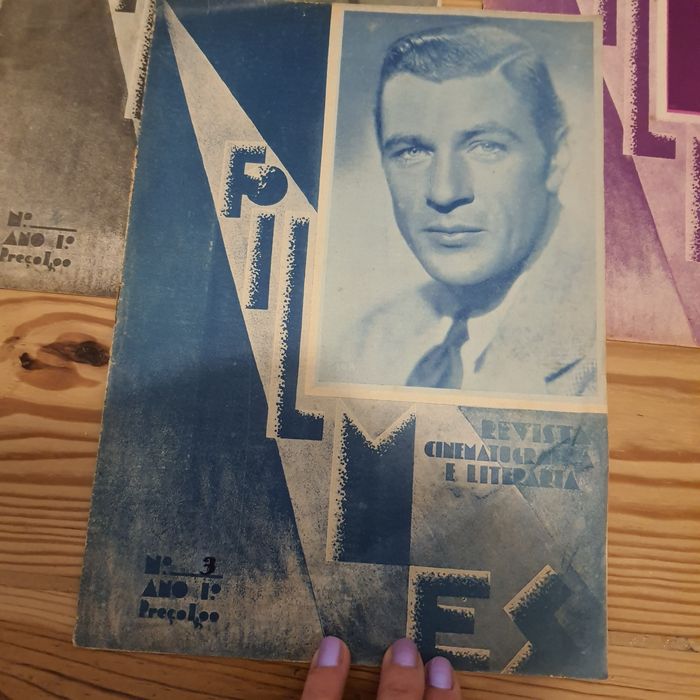 FILMES
REVISTA
CINEMATOGRAFICA
E LITERARIA
Nº. 3
ANO 1º
Preço 1$00
Nº.
ANO 1º
Preço 1$00